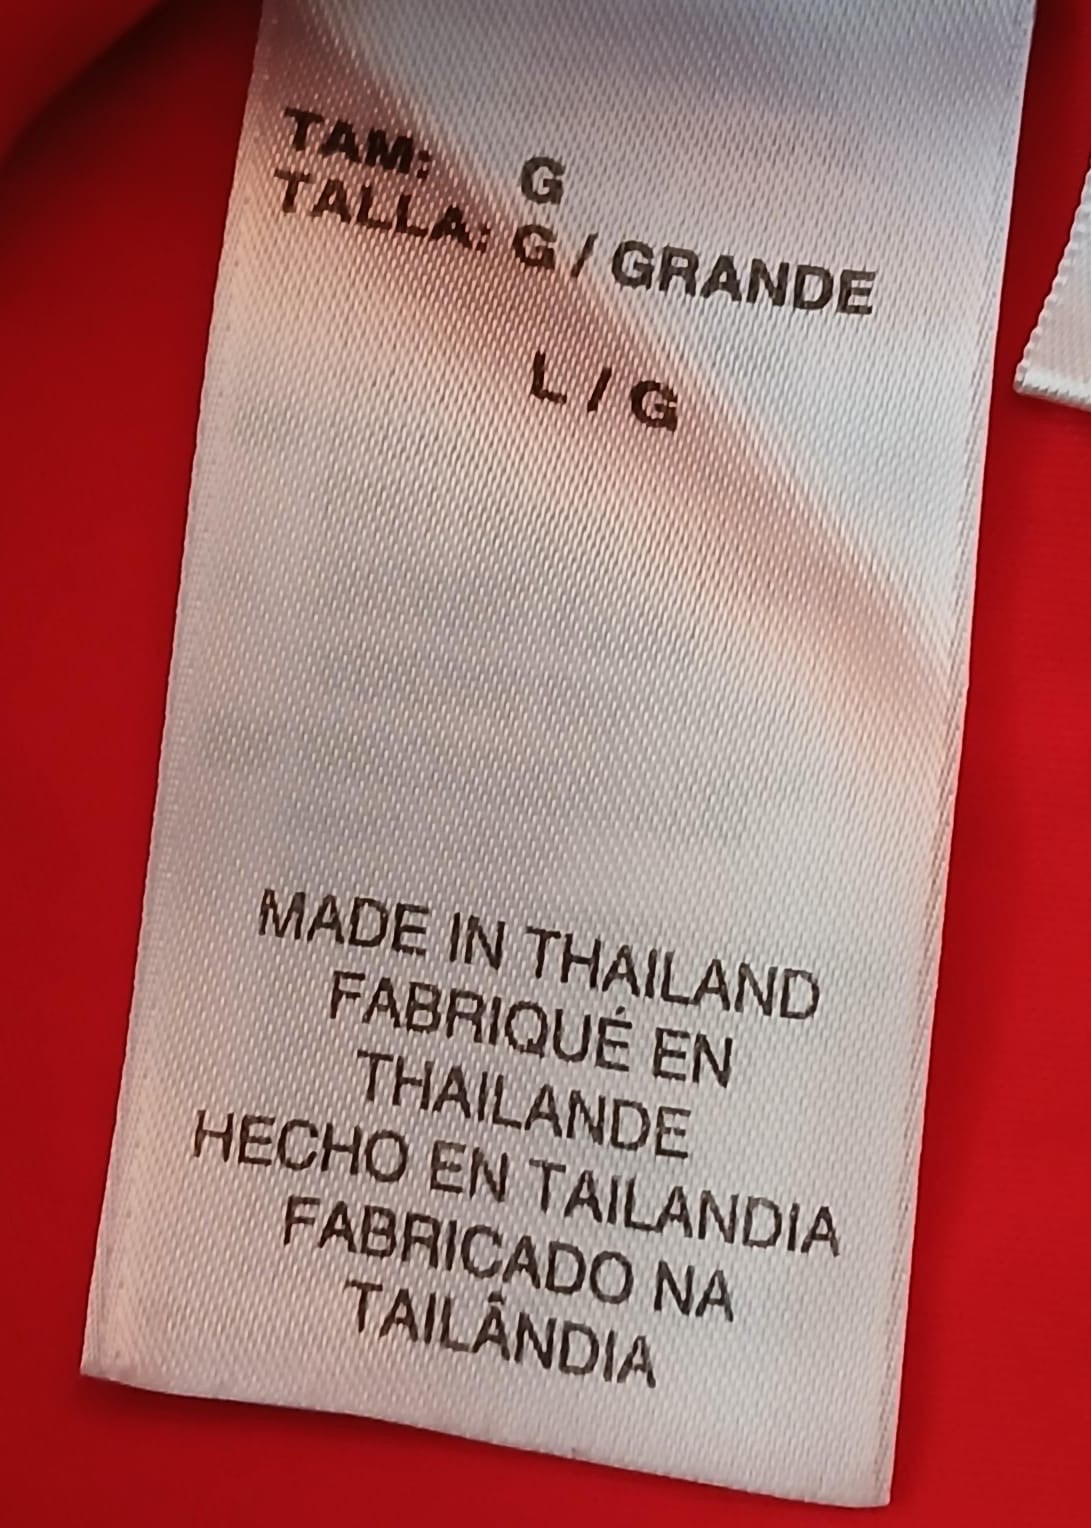 TAM: G
TALLA: G / GRANDE
L / G
MADE IN THAILAND
FABRIQUÉ EN
THAILANDE
HECHO EN TAILANDIA
FABRICADO NA
TAILÂNDIA